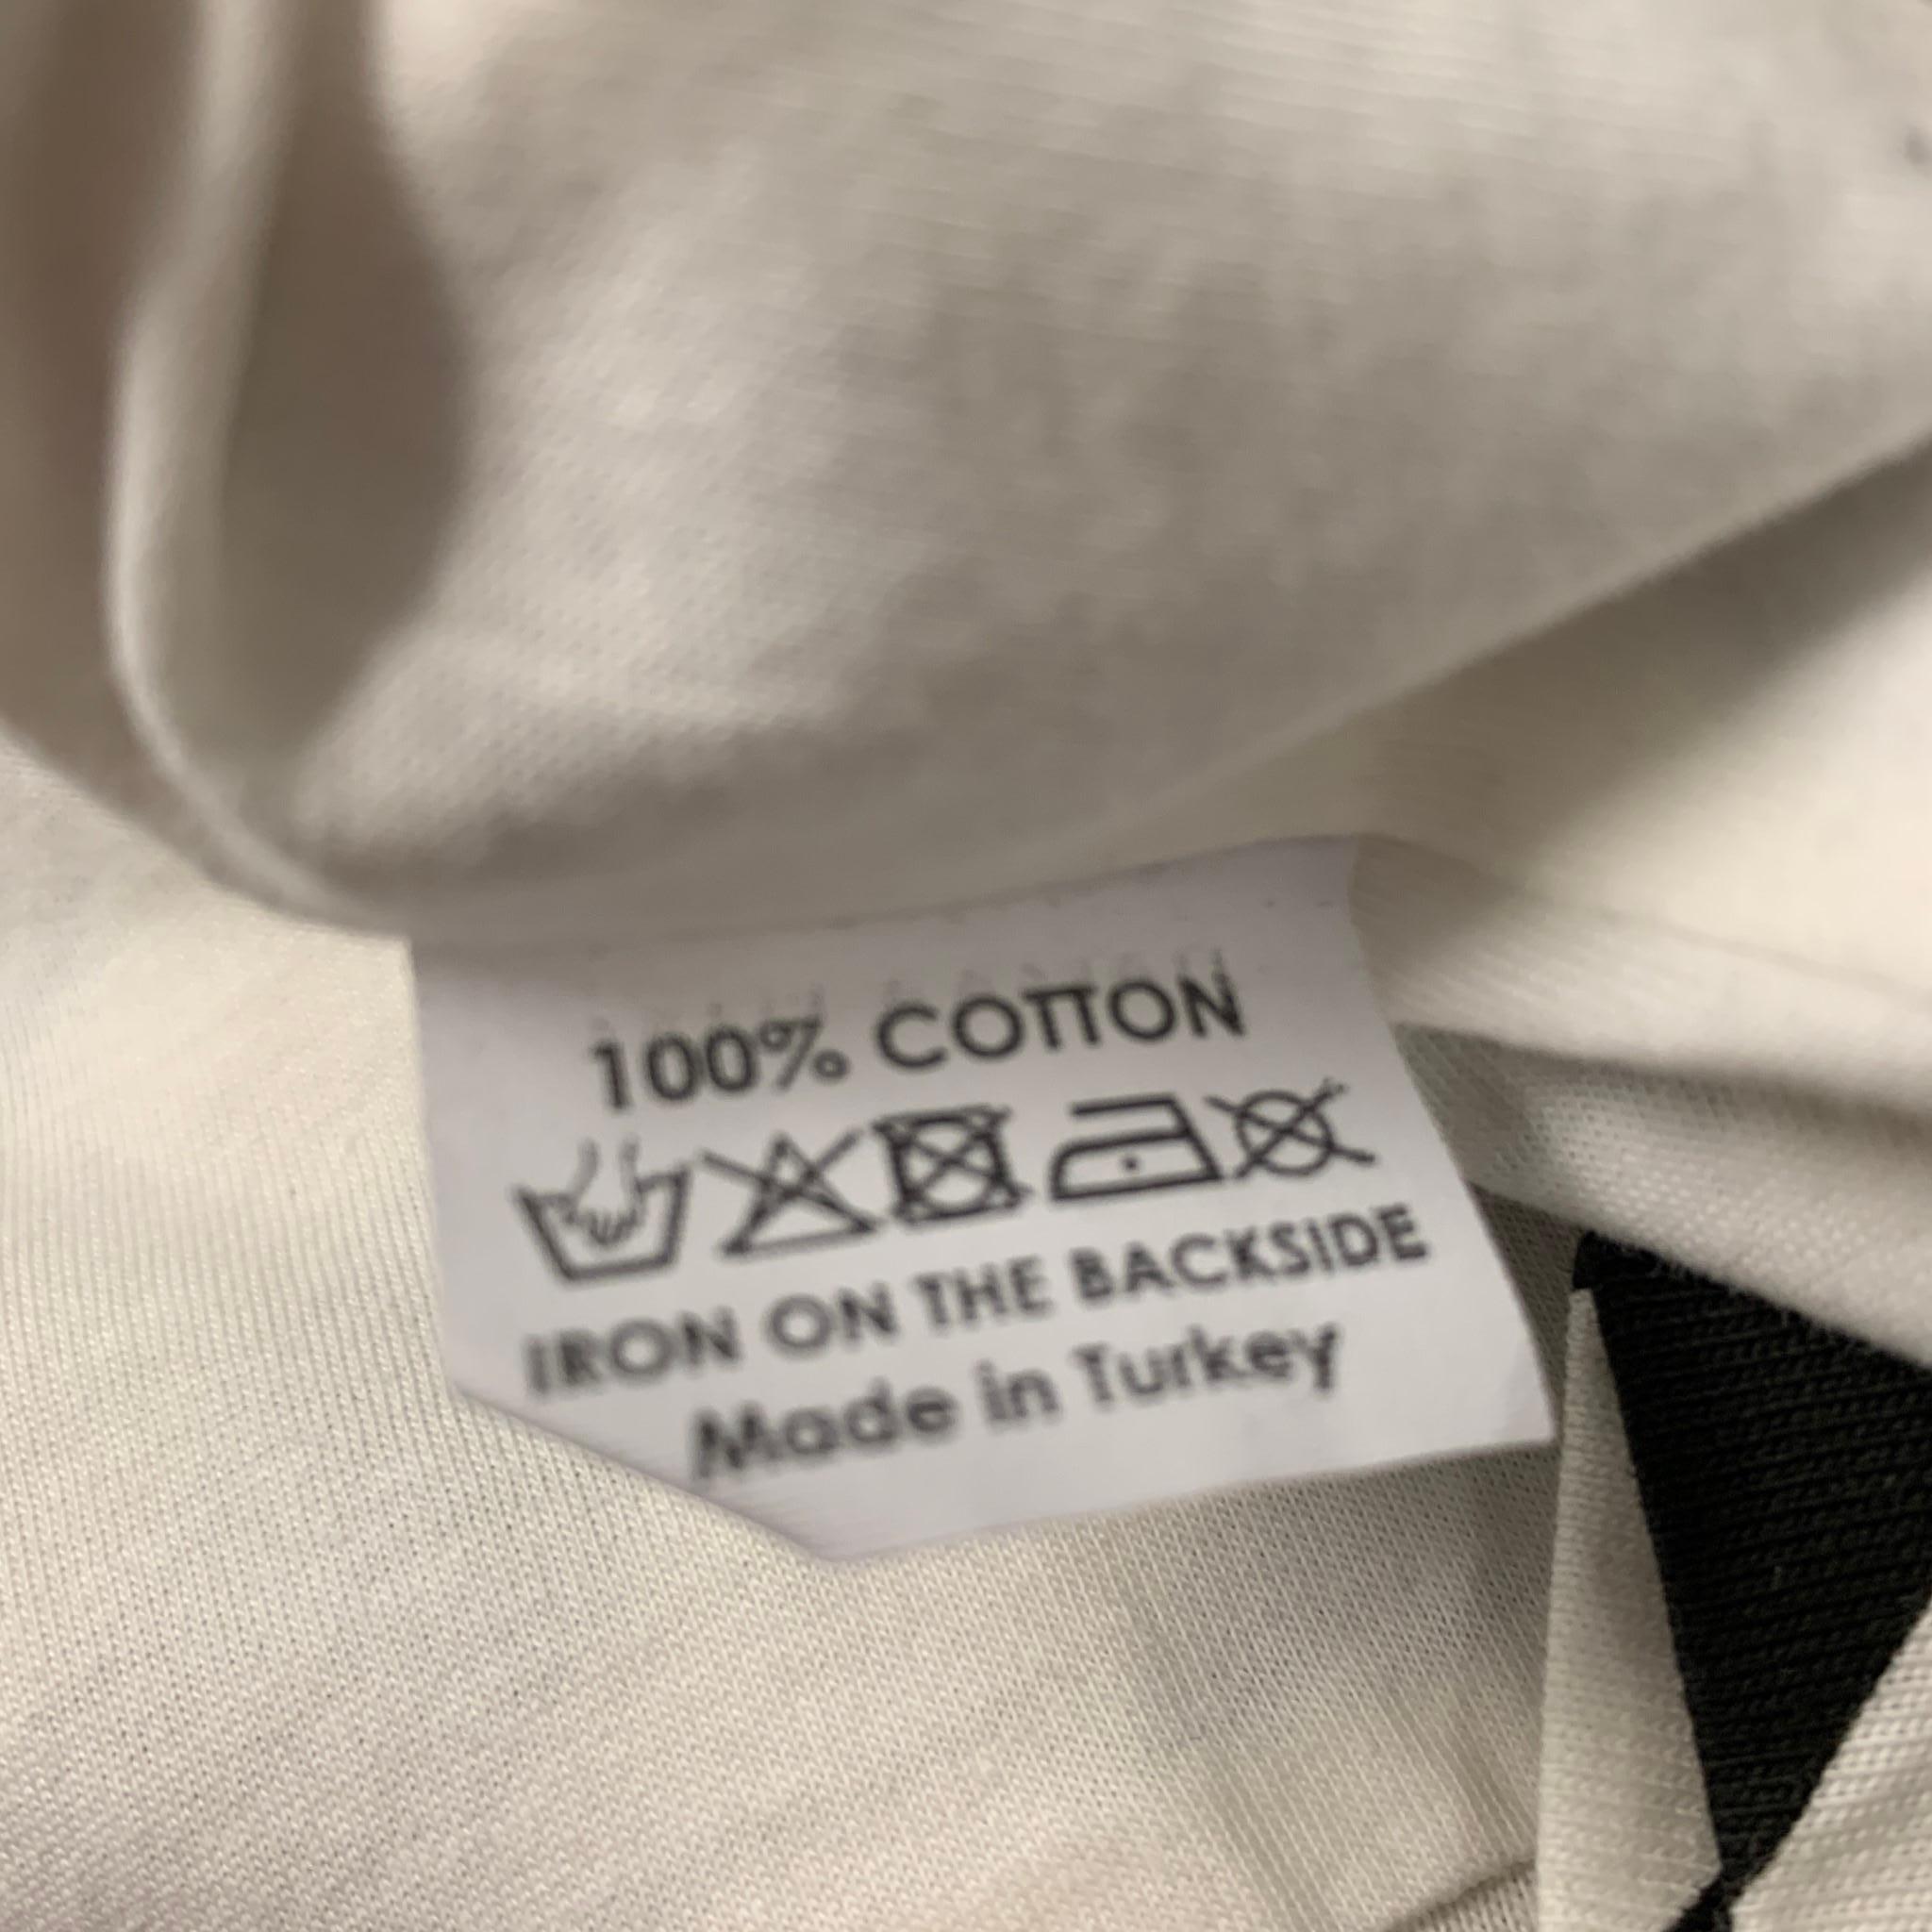 100% COTTON
IRON ON THE BACKSIDE
Made in Turkey